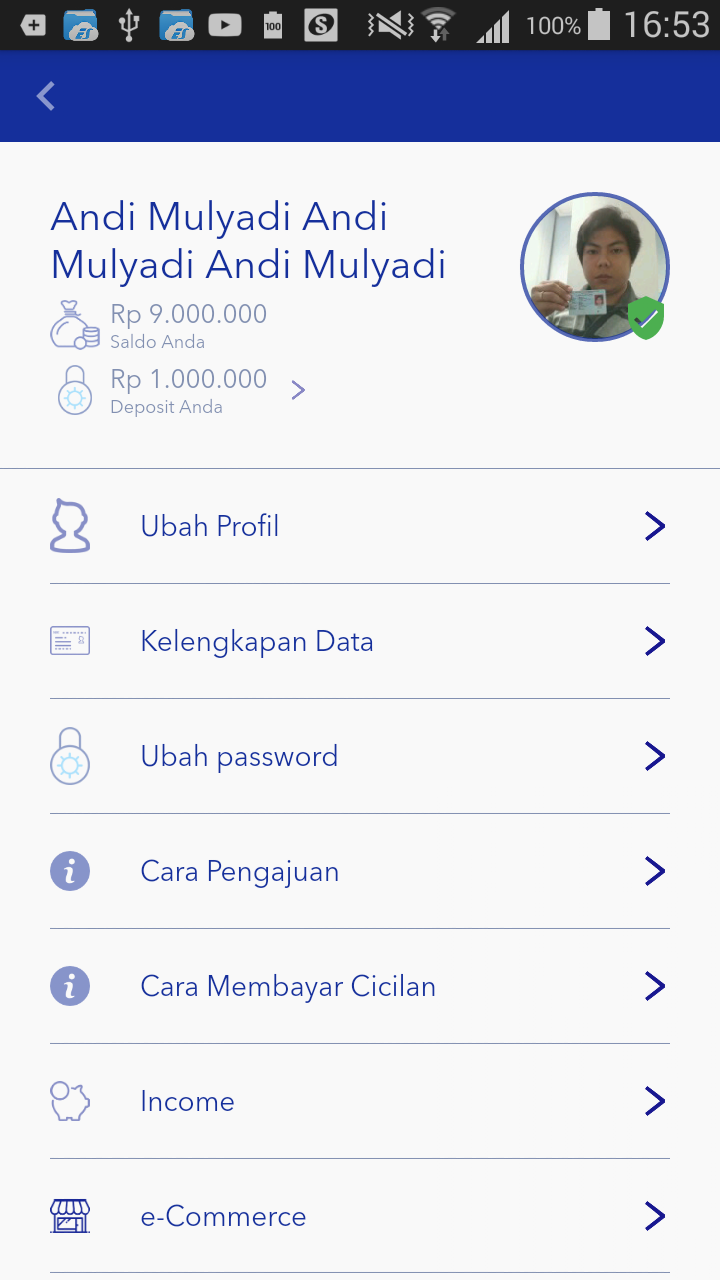 100
100%
16:53
Andi Mulyadi Andi
Mulyadi Andi Mulyadi
Rp 9.000.000
Saldo Anda
Rp 1.000.000
Deposit Anda
Ubah Profil
Kelengkapan Data
Ubah password
Cara Pengajuan
Cara Membayar Cicilan
Income
e-Commerce